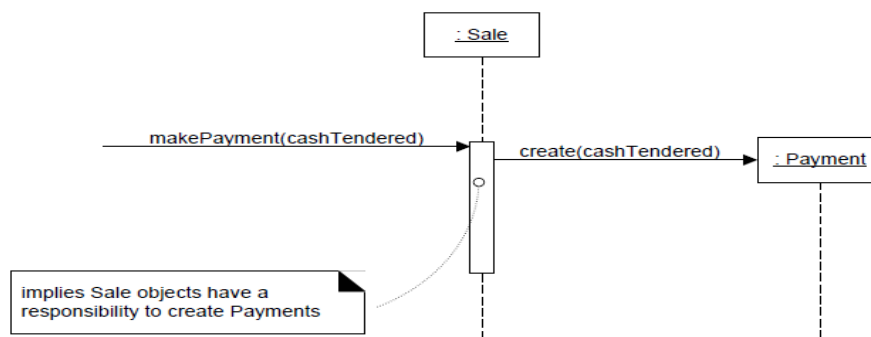 : Sale
makePayment(cashTendered)
create(cashTendered)
: Payment
implies Sale objects have a
responsibility to create Payments